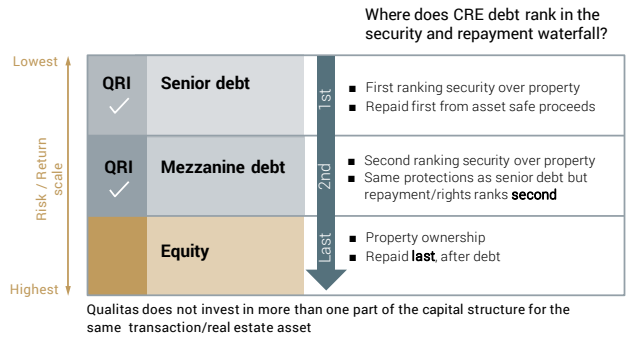 Where does CRE debt rank in the
security and repayment waterfall?
Lowest
Risk / Return
scale
Highest
QRI
Senior debt
1st
■ First ranking security over property
■ Repaid first from asset safe proceeds
QRI
Mezzanine debt
2nd
■ Second ranking security over property
■ Same protections as senior debt but
repayment/rights ranks second
Equity
Last
■ Property ownership
■ Repaid last, after debt
Qualitas does not invest in more than one part of the capital structure for the
same transaction/real estate asset